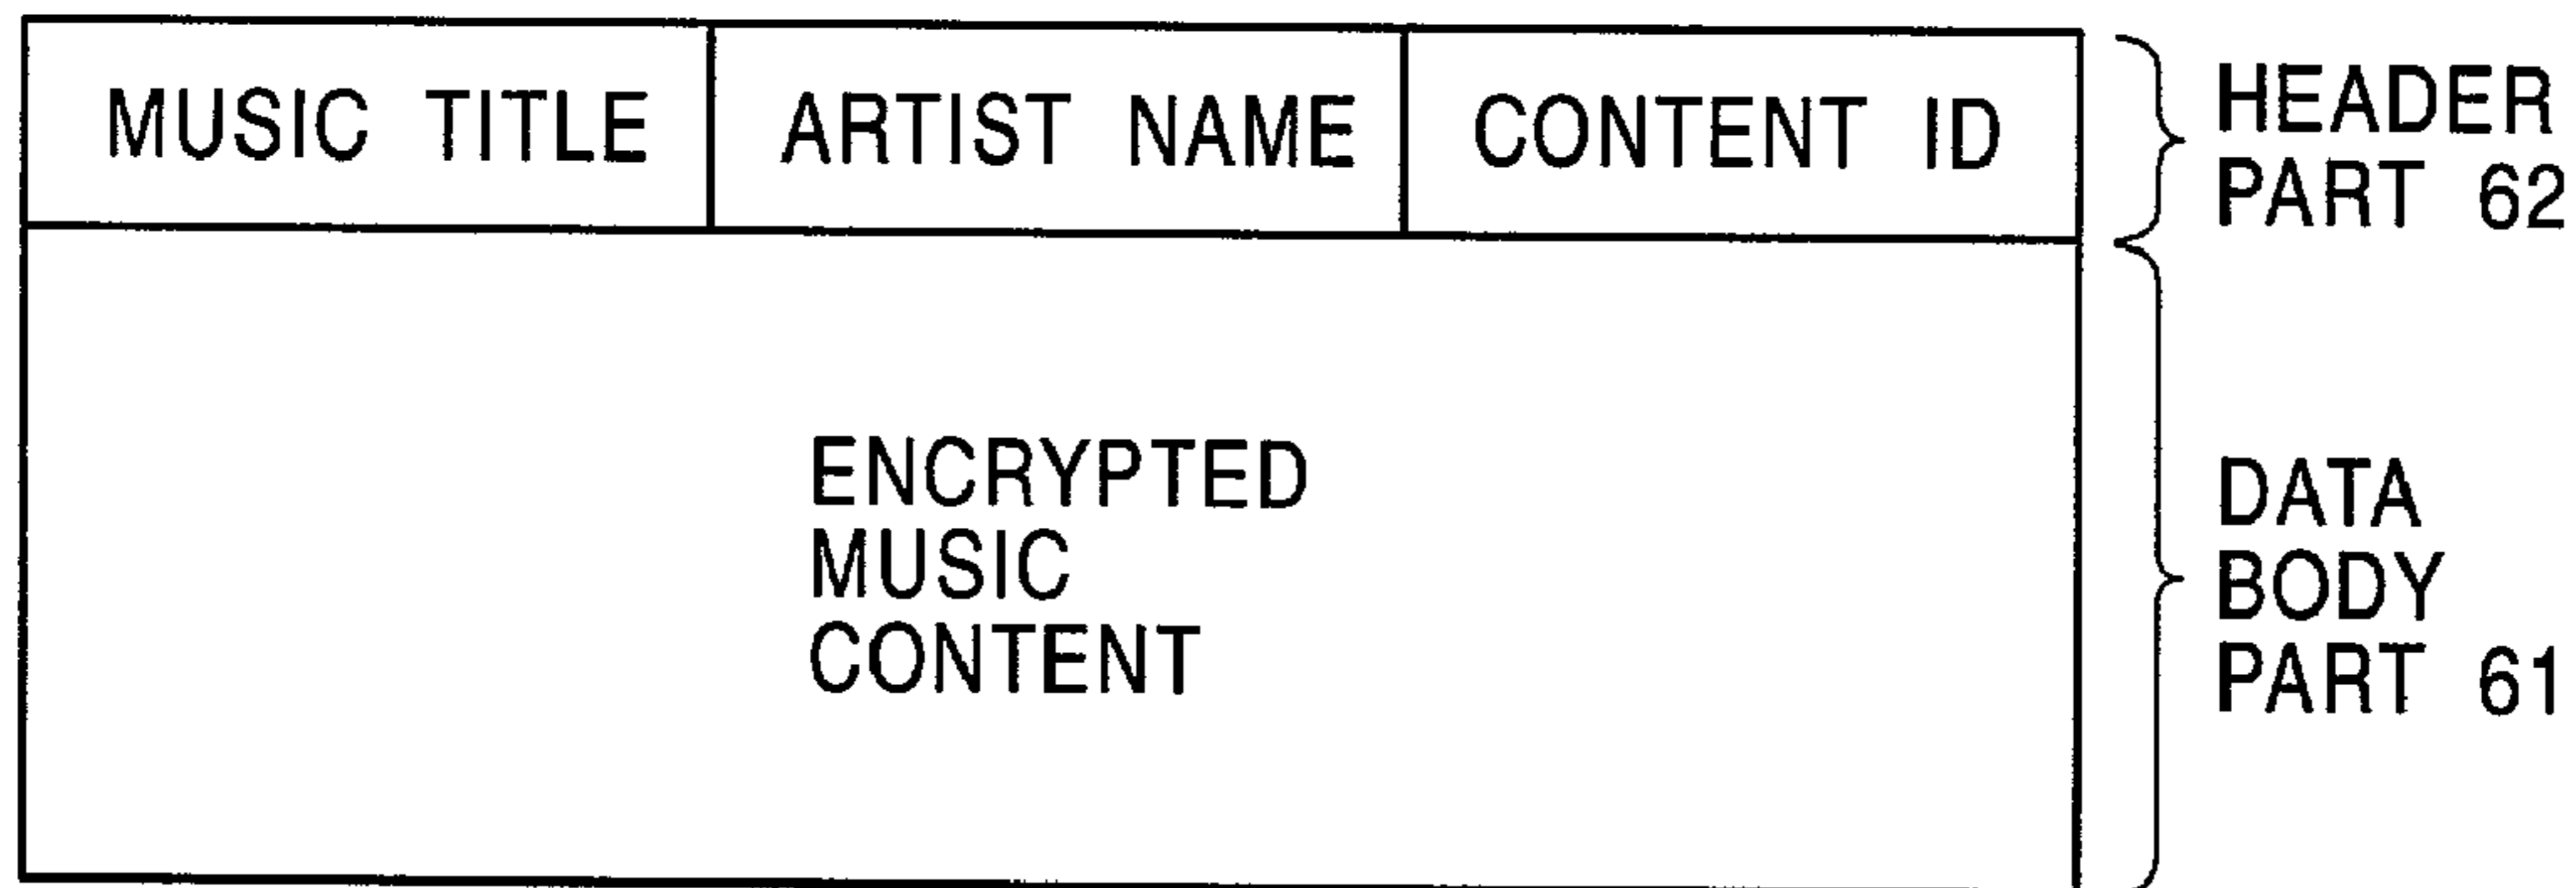 MUSIC TITLE
ARTIST NAME
CONTENT ID
HEADER
PART 62
ENCRYPTED
MUSIC
CONTENT
DATA
BODY
PART 61